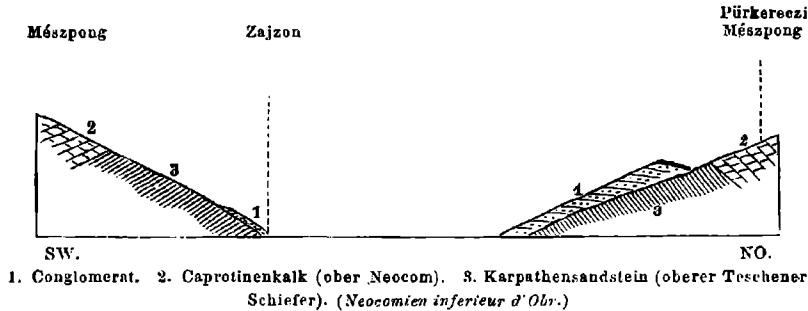 Pürkereczi
Mészpong Zajzon Mészpong
2 2
3 1
1 3
SW. NO.
1. Conglomerat. 2. Caprotinenkalk (ober Neocom). 3. Karpathensandstein (oberer Teschener
Schiefer). (Neocomien inferieur d'Obr.)